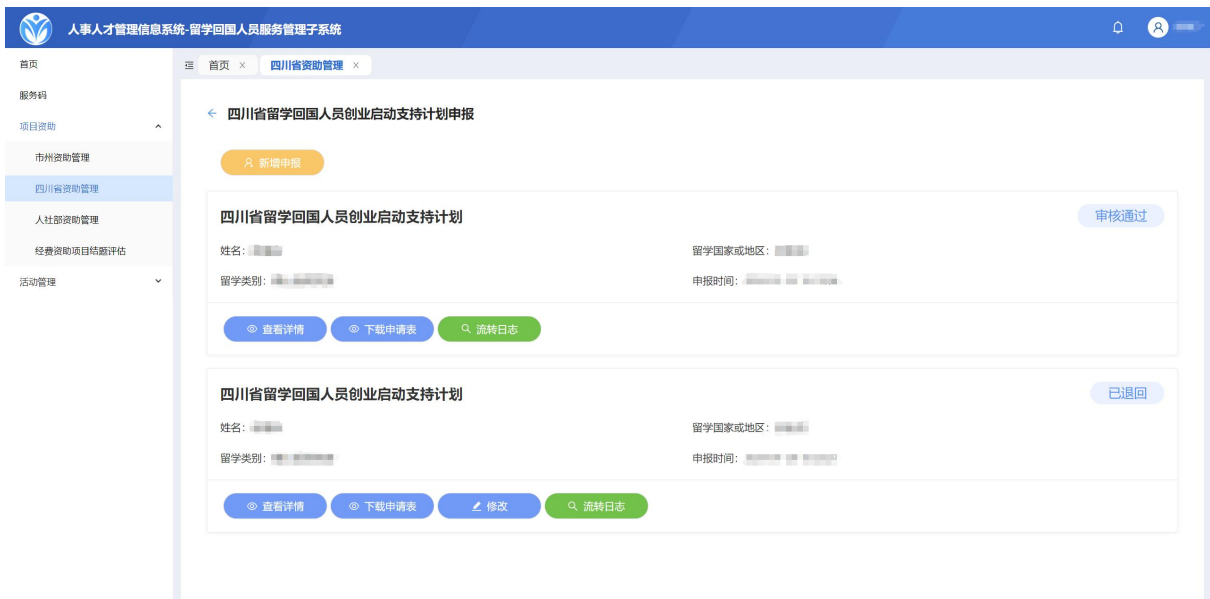 人事人才管理信息系统-留学回国人员服务管理子系统
首页
服务码
项目资助
市州资助管理
四川省资助管理
人社部资助管理
经费资助项目结题评估
活动管理
首页 ×
四川省资助管理 ×
← 四川省留学回国人员创业启动支持计划申报
新增申报
四川省留学回国人员创业启动支持计划 审核通过
姓名: 留学国家或地区:
留学类别: 申报时间:
查看详情 下载申请表 流转日志
四川省留学回国人员创业启动支持计划 已退回
姓名: 留学国家或地区:
留学类别: 申报时间:
查看详情 下载申请表 修改 流转日志